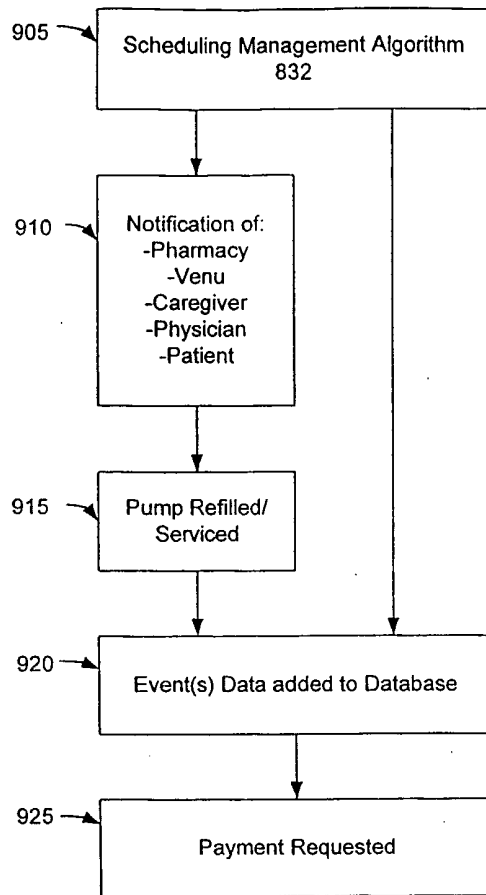 905
Scheduling Management Algorithm
832
910
Notification of:
-Pharmacy
-Venu
-Caregiver
-Physician
-Patient
915
Pump Refilled/
Serviced
920
Event(s) Data added to Database
925
Payment Requested